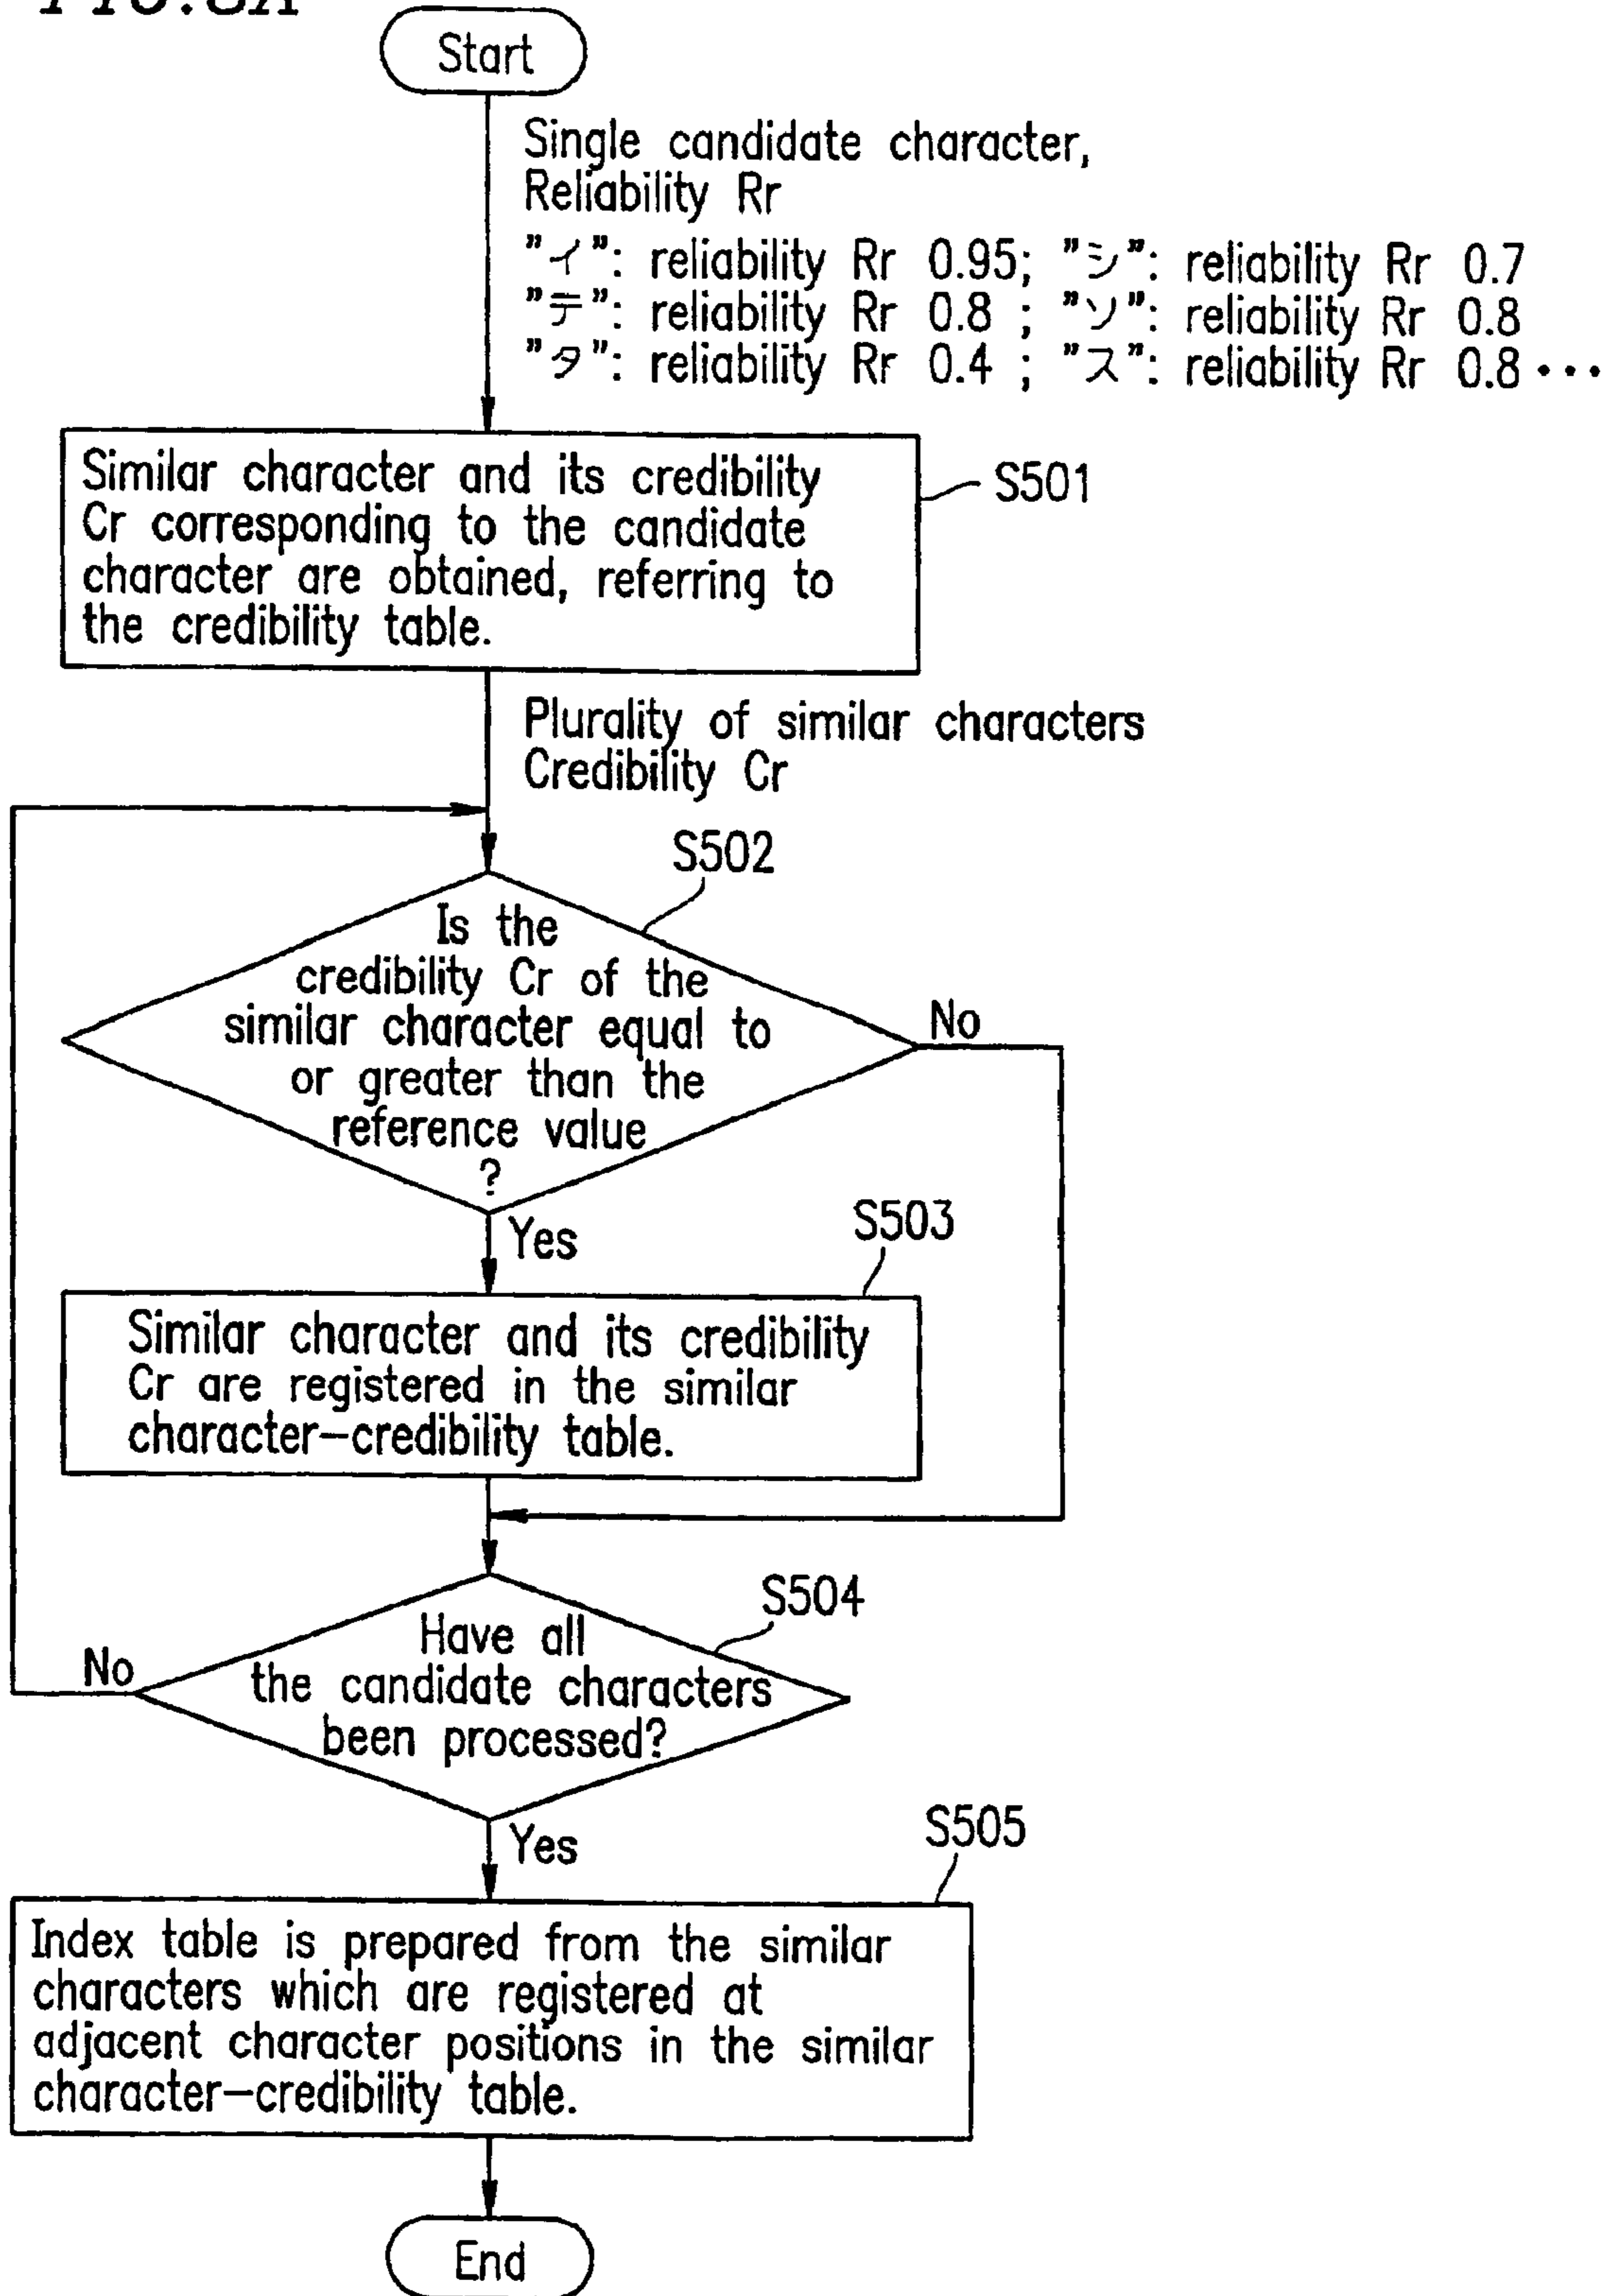 Start
Single candidate character,
Reliability Rr
"イ": reliability Rr 0.95; "シ": reliability Rr 0.7
"テ": reliability Rr 0.8 ; "ソ": reliability Rr 0.8
"タ": reliability Rr 0.4 ; "ス": reliability Rr 0.8 •••
Similar character and its credibility
Cr corresponding to the candidate
character are obtained, referring to
the credibility table.
S501
Plurality of similar characters
Credibility Cr
S502
Is the
credibility Cr of the
similar character equal to
or greater than the
reference value
?
No
Yes
S503
Similar character and its credibility
Cr are registered in the similar
character-credibility table.
S504
Have all
the candidate characters
been processed?
No
Yes
S505
Index table is prepared from the similar
characters which are registered at
adjacent character positions in the similar
character-credibility table.
End